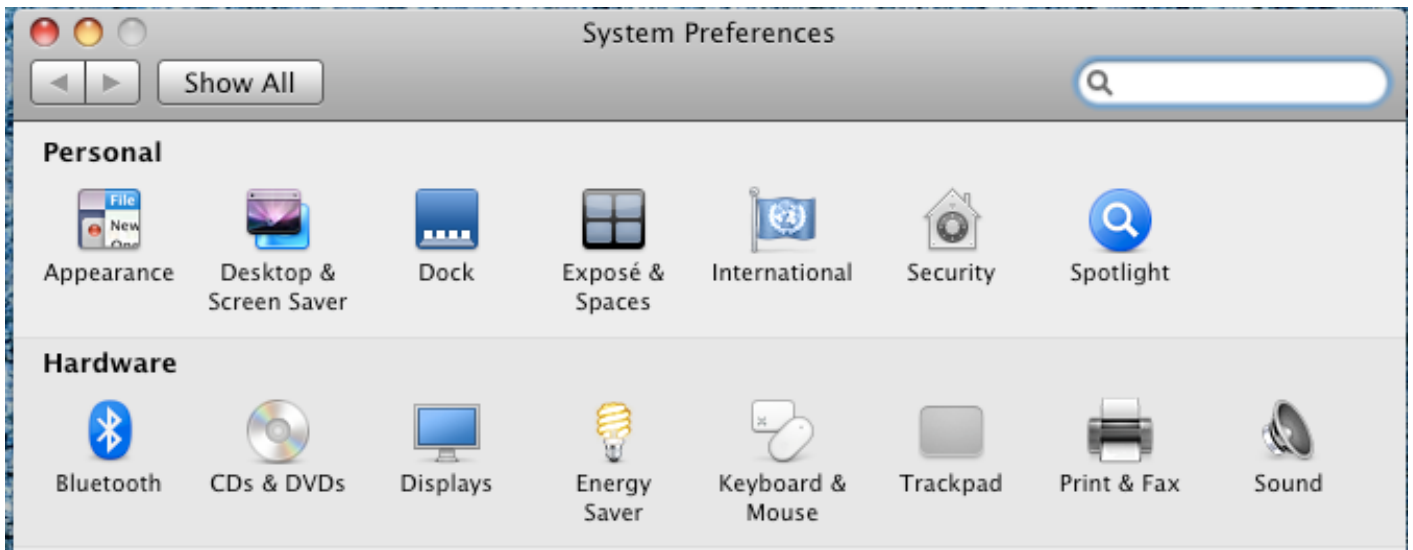 System Preferences
Show All
Personal
File
New
Appearance
Desktop &
Screen Saver
Dock
Exposé &
Spaces
International
Security
Spotlight
Hardware
Bluetooth
CDs & DVDs
Displays
Energy
Saver
Keyboard &
Mouse
Trackpad
Print & Fax
Sound